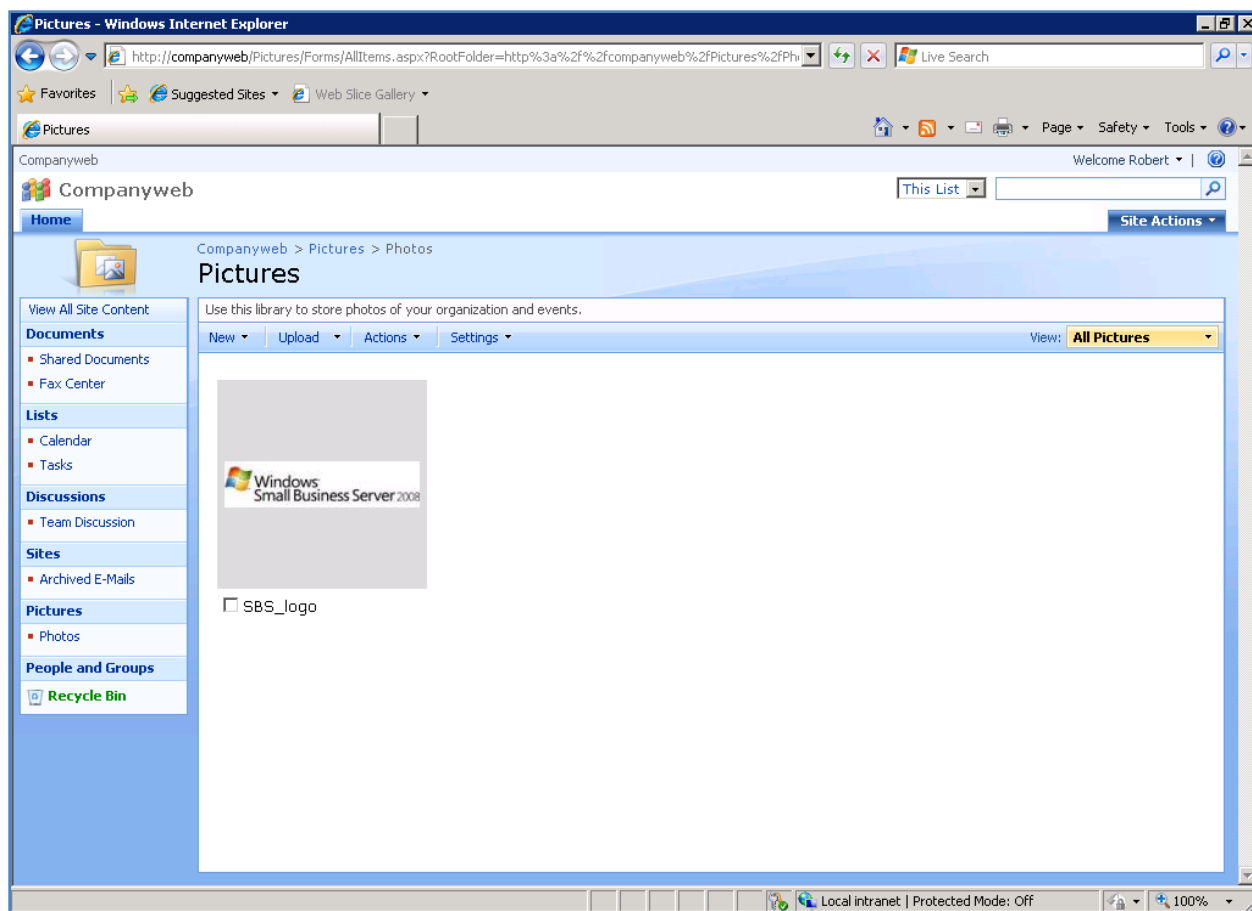 Pictures - Windows Internet Explorer
http://companyweb/Pictures/Forms/AllItems.aspx?RootFolder=http%3a%2f%2fcompanyweb%2fPictures%2fPh
Live Search
Favorites Suggested Sites Web Slice Gallery
Pictures Page Safety Tools
Companyweb Welcome Robert |
Companyweb This List
Home Site Actions
Companyweb > Pictures > Photos
Pictures
View All Site Content
Use this library to store photos of your organization and events.
New Upload Actions Settings View: All Pictures
Documents
Shared Documents
Fax Center
Lists
Calendar
Tasks
Discussions
Team Discussion
Sites
Archived E-Mails
Pictures
Photos
People and Groups
Recycle Bin
Windows
Small Business Server 2008
SBS_logo
Local intranet | Protected Mode: Off 100%